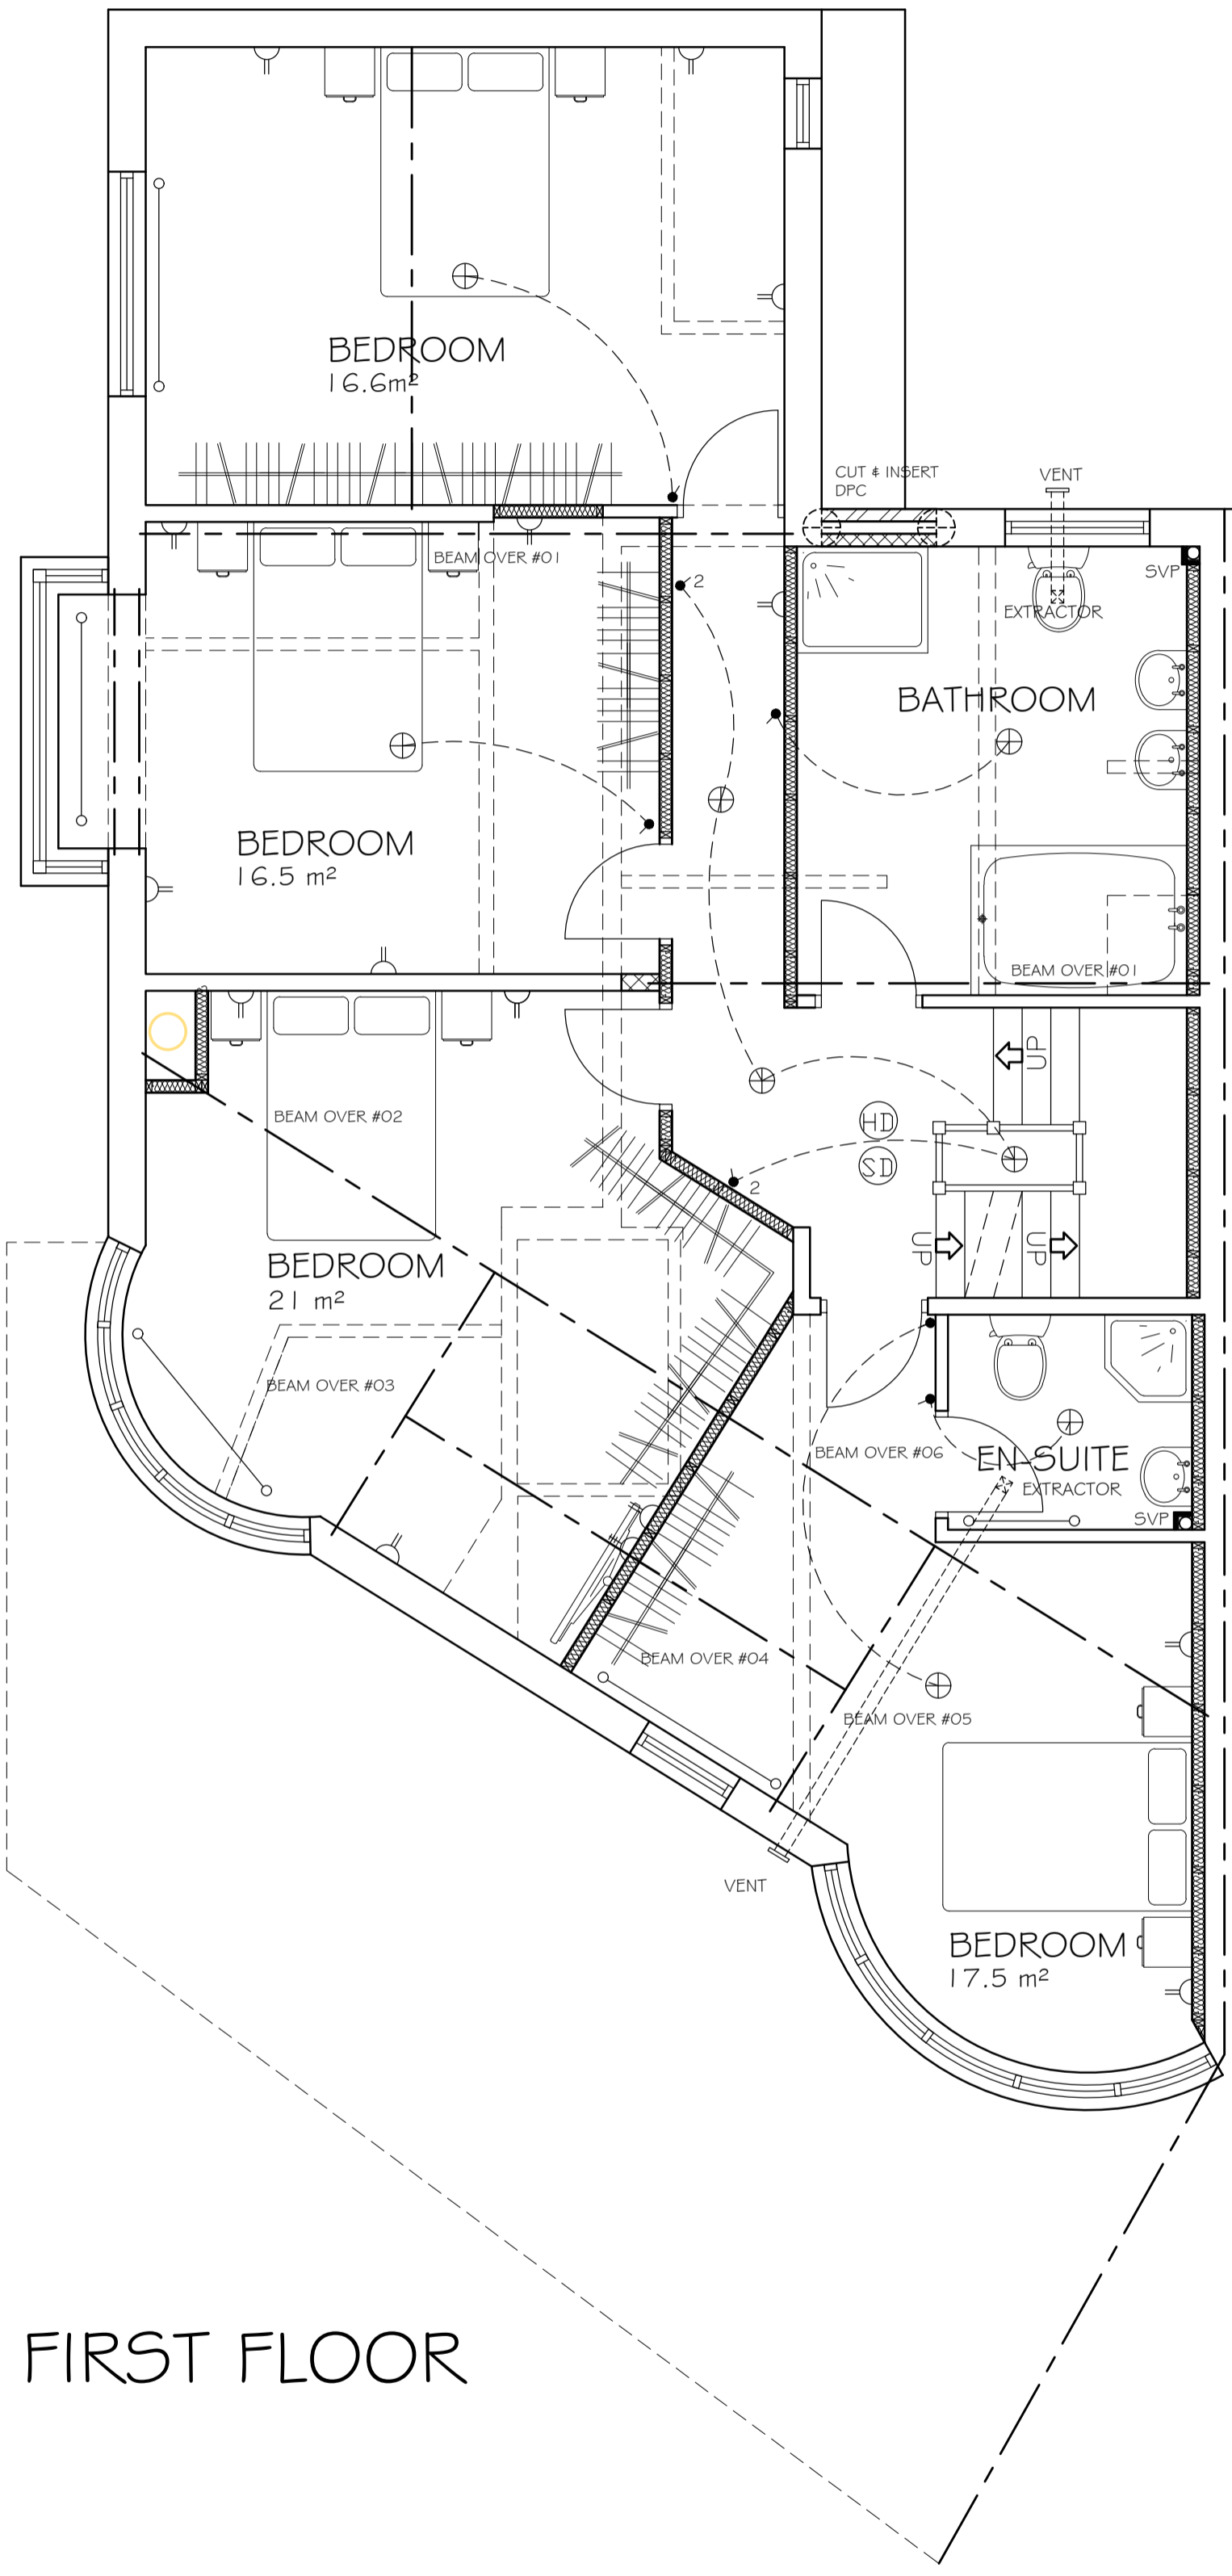 BEDROOM
16.6m²
CUT & INSERT
DPC
VENT
BEAM OVER #01
2
SVP
EXTRACTOR
BATHROOM
BEDROOM
16.5 m²
BEAM OVER #01
UP
BEAM OVER #02
HD
SD
2
UP
UP
BEDROOM
21 m²
BEAM OVER #03
BEAM OVER #06
EN-SUITE
EXTRACTOR
SVP
BEAM OVER #04
BEAM OVER #05
VENT
BEDROOM
17.5 m²
FIRST FLOOR